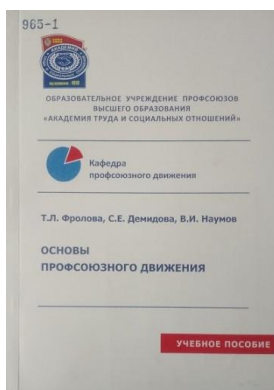 965-1
ОБРАЗОВАТЕЛЬНОЕ УЧРЕЖДЕНИЕ ПРОФСОЮЗОВ
ВЫСШЕГО ОБРАЗОВАНИЯ
«АКАДЕМИЯ ТРУДА И СОЦИАЛЬНЫХ ОТНОШЕНИЙ»
Кафедра
профсоюзного движения
Т.Л. Фролова, С.Е. Демидова, В.И. Наумов
ОСНОВЫ
ПРОФСОЮЗНОГО ДВИЖЕНИЯ
УЧЕБНОЕ ПОСОБИЕ